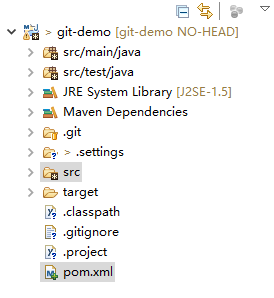 > git-demo [git-demo NO-HEAD]
src/main/java
src/test/java
JRE System Library [J2SE-1.5]
Maven Dependencies
.git
> .settings
src
target
.classpath
.gitignore
.project
pom.xml